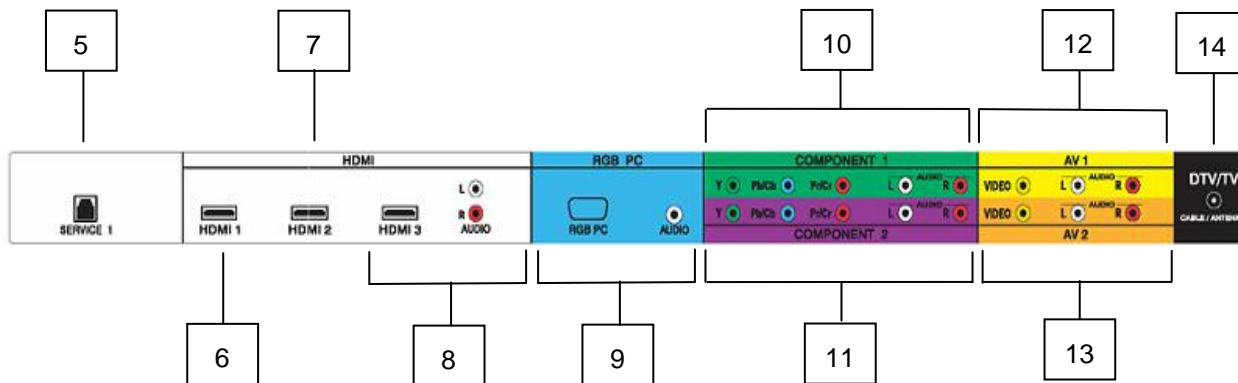 5 7 10 12 14
HDMI RGB PC COMPONENT 1 AV 1
L Y Pb/Cb Pr/Cr L AUDIO R VIDEO L AUDIO R DTV/TV
R Y Pb/Cb Pr/Cr L AUDIO R VIDEO L AUDIO R CABLE / ANTENNA
SERVICE 1 HDMI 1 HDMI 2 HDMI 3 AUDIO RGB PC AUDIO COMPONENT 2 AV 2
6 8 9 11 13